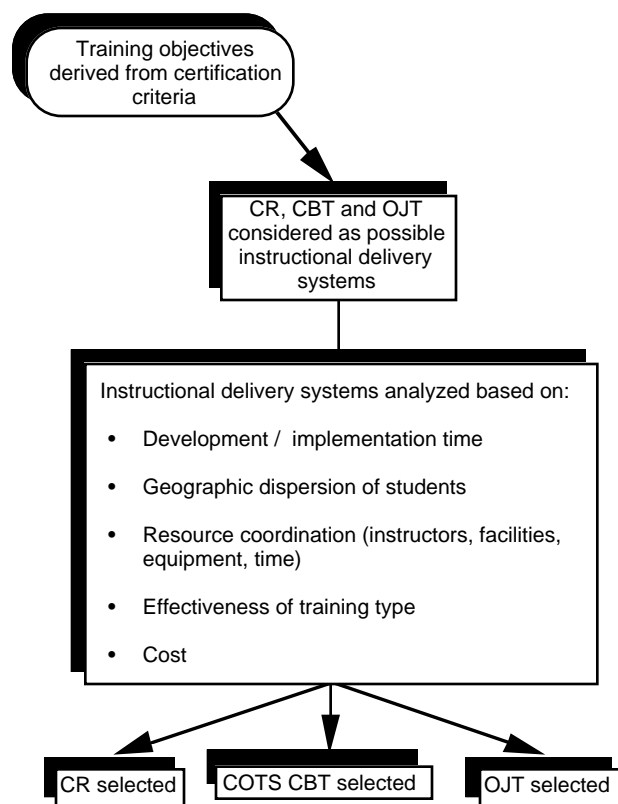 Training objectives
derived from certification
criteria
CR, CBT and OJT
considered as possible
instructional delivery
systems
Instructional delivery systems analyzed based on:
• Development / implementation time
• Geographic dispersion of students
• Resource coordination (instructors, facilities,
equipment, time)
• Effectiveness of training type
• Cost
CR selected
COTS CBT selected
OJT selected